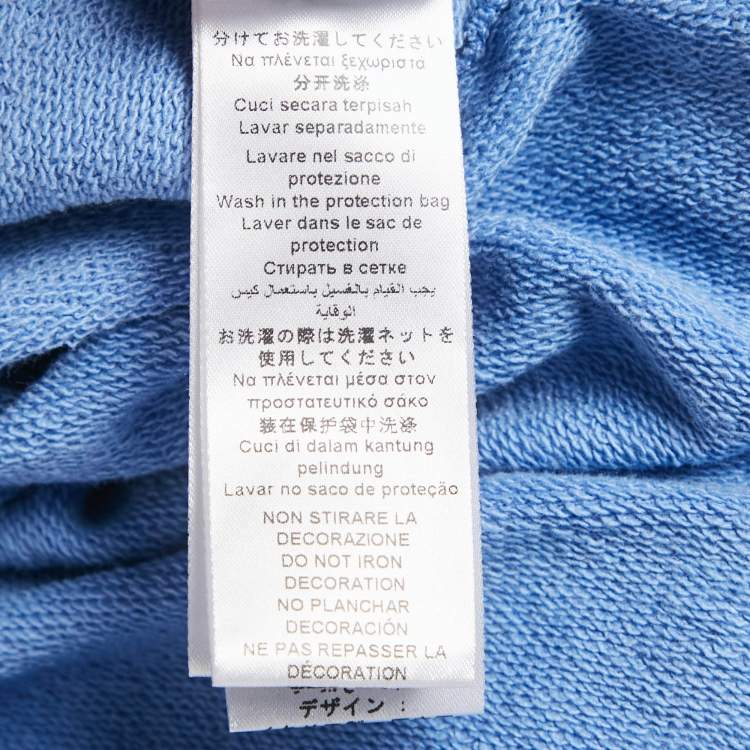 分けてお洗濯してください
Να πλένεται ξεχωριστά
分开洗涤
Cuci secara terpisah
Lavar separadamente
Lavare nel sacco di
protezione
Wash in the protection bag
Laver dans le sac de
protection
Стирать в сетке
يجب القيام بالغسيل باستعمال كيس
الوقاية
お洗濯の際は洗濯ネットを
使用してください
Να πλένεται μέσα στον
προστατευτικό σάκο
装在保护袋中洗涤
Cuci di dalam kantung
pelindung
Lavar no saco de proteção
NON STIRARE LA
DECORAZIONE
DO NOT IRON
DECORATION
NO PLANCHAR
DECORACIÓN
NE PAS REPASSER LA
DÉCORATION
デザイン :